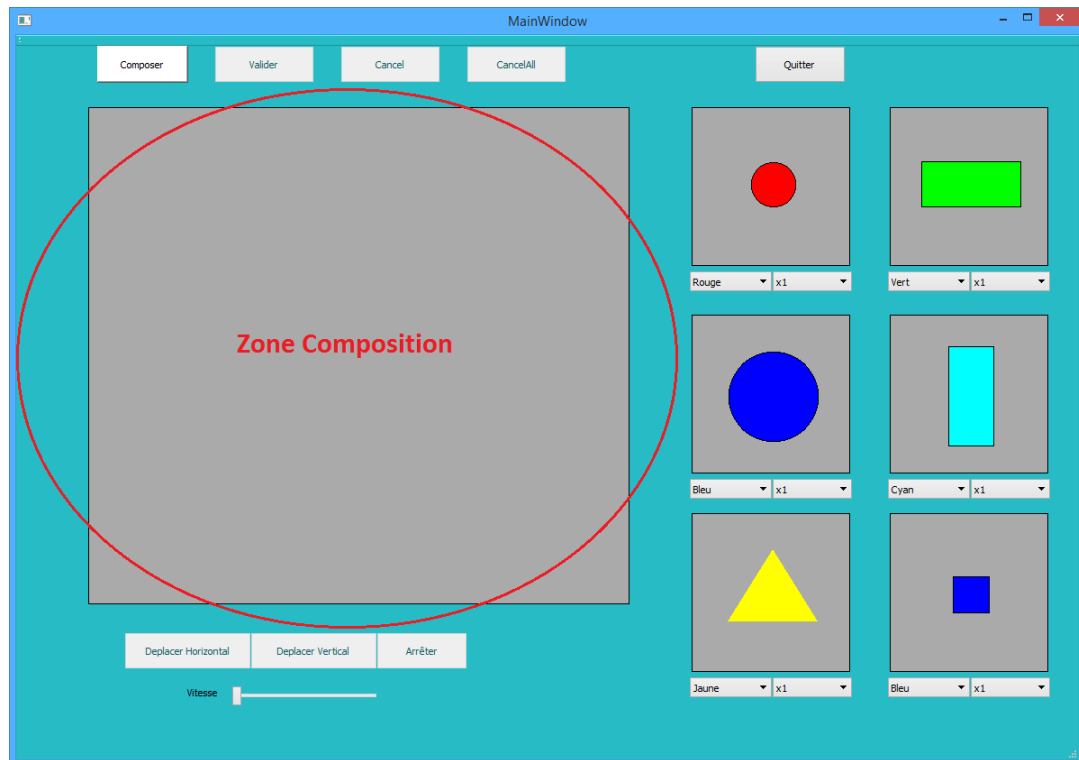 MainWindow
Composer Valider Cancel CancelAll Quitter
Zone Composition
Rouge x1 Vert x1
Bleu x1 Cyan x1
Jaune x1 Bleu x1
Deplacer Horizontal Deplacer Vertical Arrêter
Vitesse